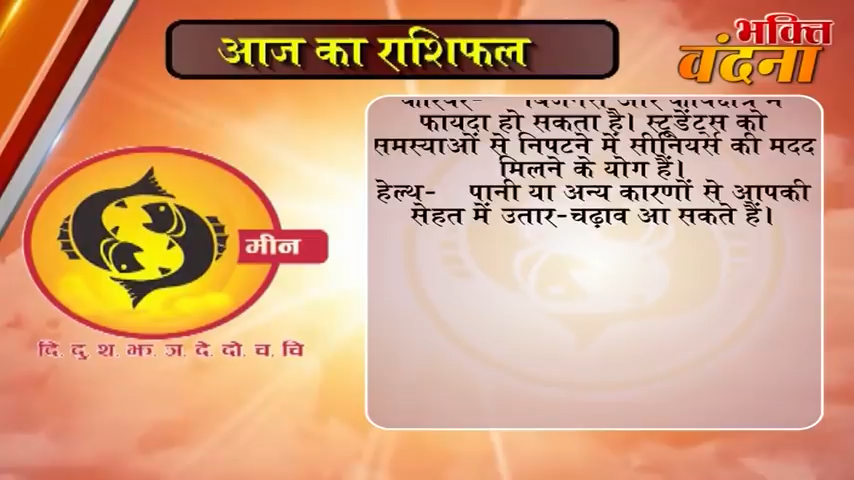 आज का राशिफल
भक्ति
वंदना
फायदा हो सकता है। स्टूडेंट्स को
समस्याओं से निपटने में सीनियर्स की मदद
मिलने के योग हैं।
हेल्थ- पानी या अन्य कारणों से आपकी
सेहत में उतार-चढ़ाव आ सकते हैं।
मीन
दि. दु. श. झ. ञ. दे. दो. च. चि